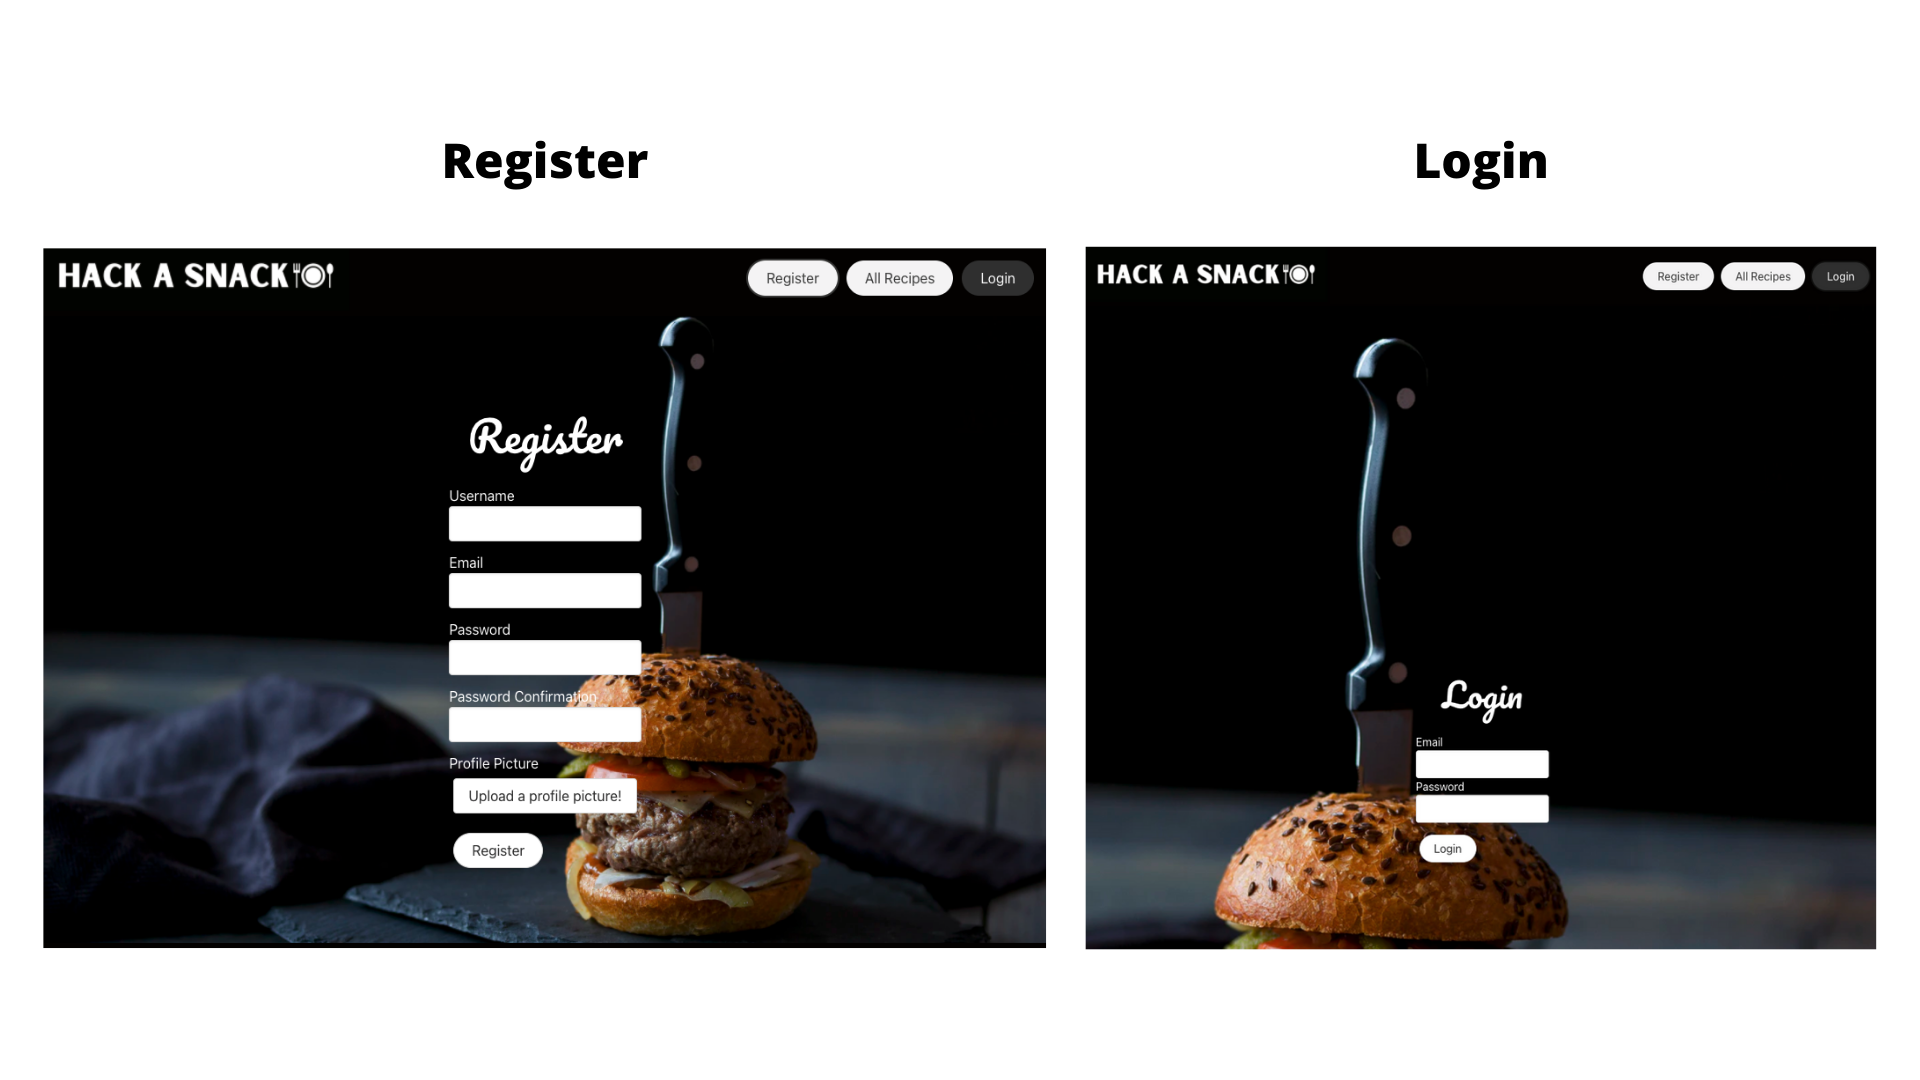 Register
HACK A SNACK
Register
All Recipes
Login
Register
Username
Email
Password
Password Confirmation
Profile Picture
Upload a profile picture!
Register
Login
HACK A SNACK
Register
All Recipes
Login
Login
Email
Password
Login